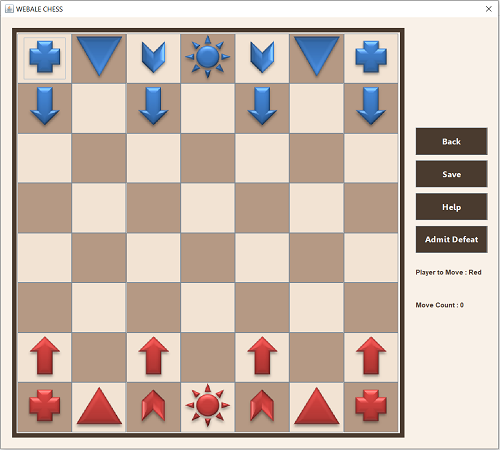 WEBALE CHESS
Back
Save
Help
Admit Defeat
Player to Move : Red
Move Count : 0